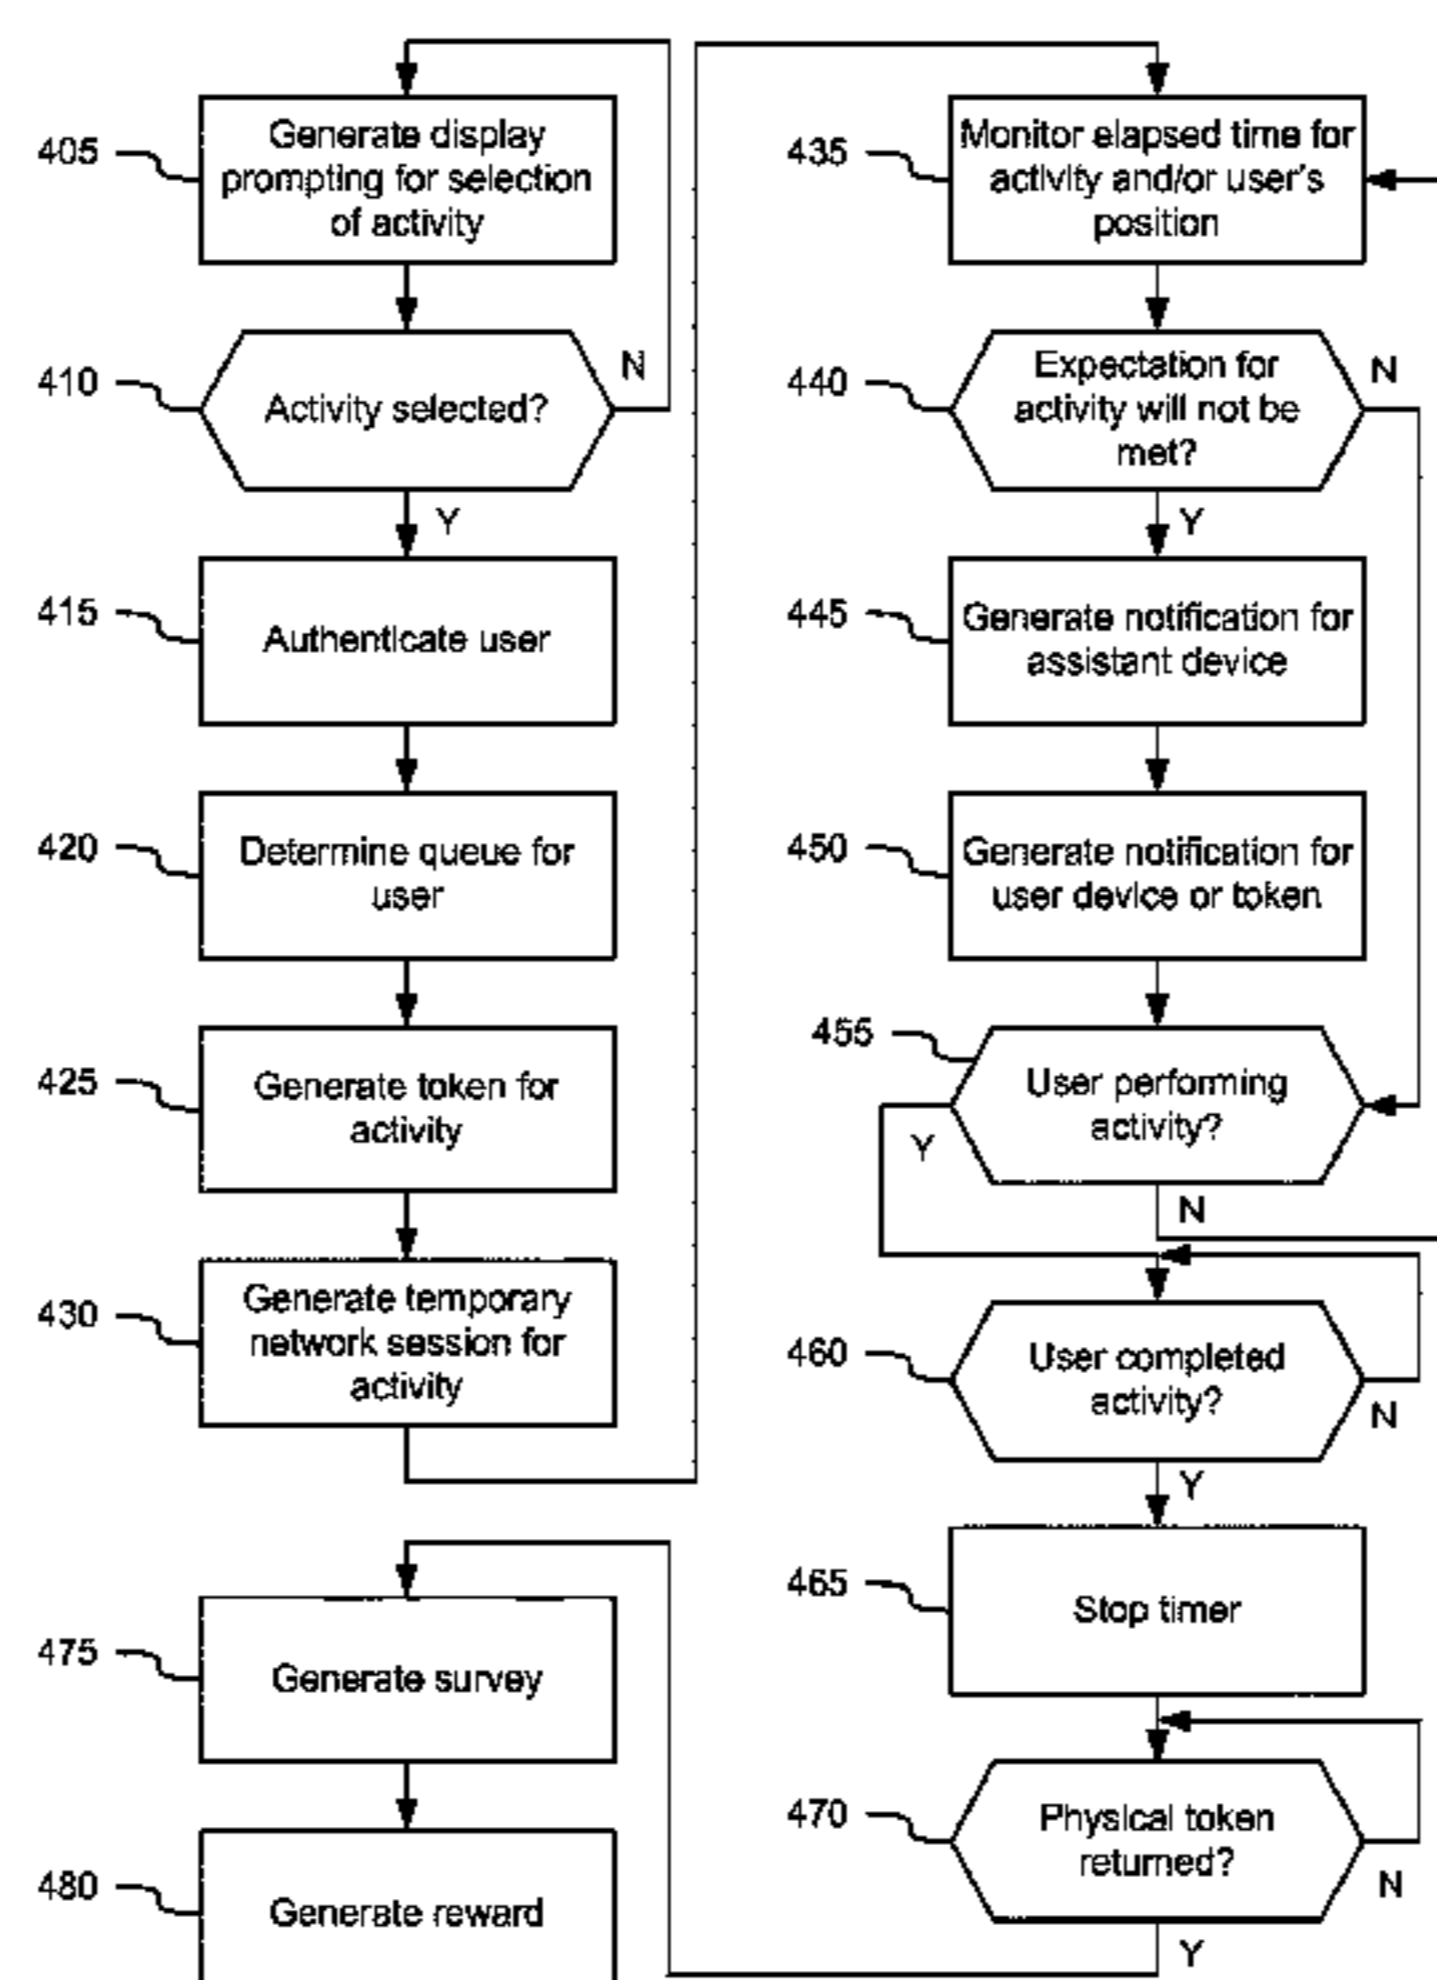 405
Generate display
prompting for selection
of activity
410
Activity selected?
N
Y
415
Authenticate user
420
Determine queue for
user
425
Generate token for
activity
430
Generate temporary
network session for
activity
435
Monitor elapsed time for
activity and/or user's
position
440
Expectation for
activity will not be
met?
N
Y
445
Generate notification for
assistant device
450
Generate notification for
user device or token
455
User performing
activity?
Y
N
460
User completed
activity?
N
Y
465
Stop timer
470
Physical token
returned?
N
Y
475
Generate survey
480
Generate reward